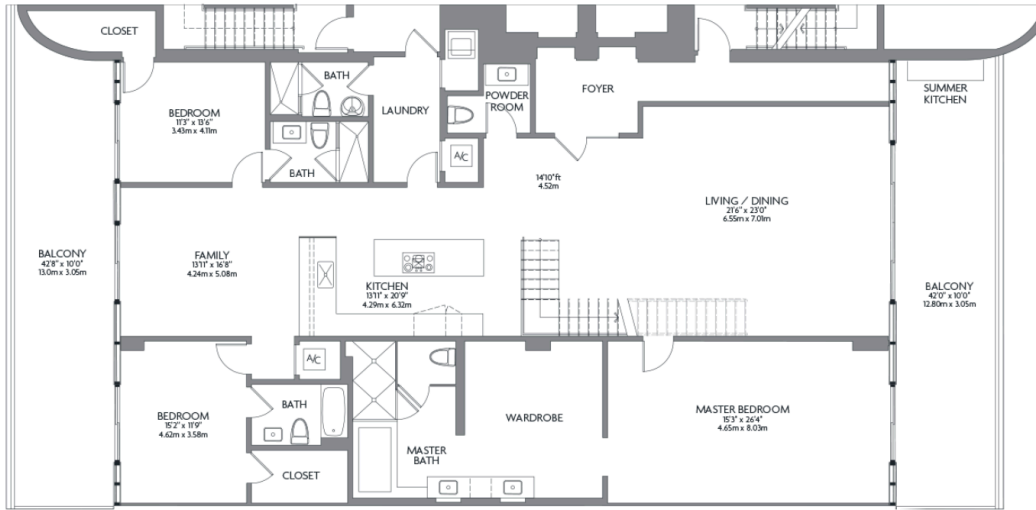 CLOSET
BATH
BEDROOM
11'3" x 13'6"
3.43m x 4.11m
LAUNDRY
POWDER
ROOM
FOYER
SUMMER
KITCHEN
BATH
A/C
14'10"ft
4.52m
LIVING / DINING
21'6" x 23'0"
6.55m x 7.01m
BALCONY
42'8" x 10'0"
13.0m x 3.05m
FAMILY
13'11" x 16'8"
4.24m x 5.08m
KITCHEN
13'11" x 20'9"
4.29m x 6.32m
BALCONY
42'0" x 10'0"
12.80m x 3.05m
A/C
BEDROOM
15'2" x 11'9"
4.62m x 3.58m
BATH
WARDROBE
MASTER BEDROOM
15'3" x 26'4"
4.65m x 8.03m
MASTER
BATH
CLOSET